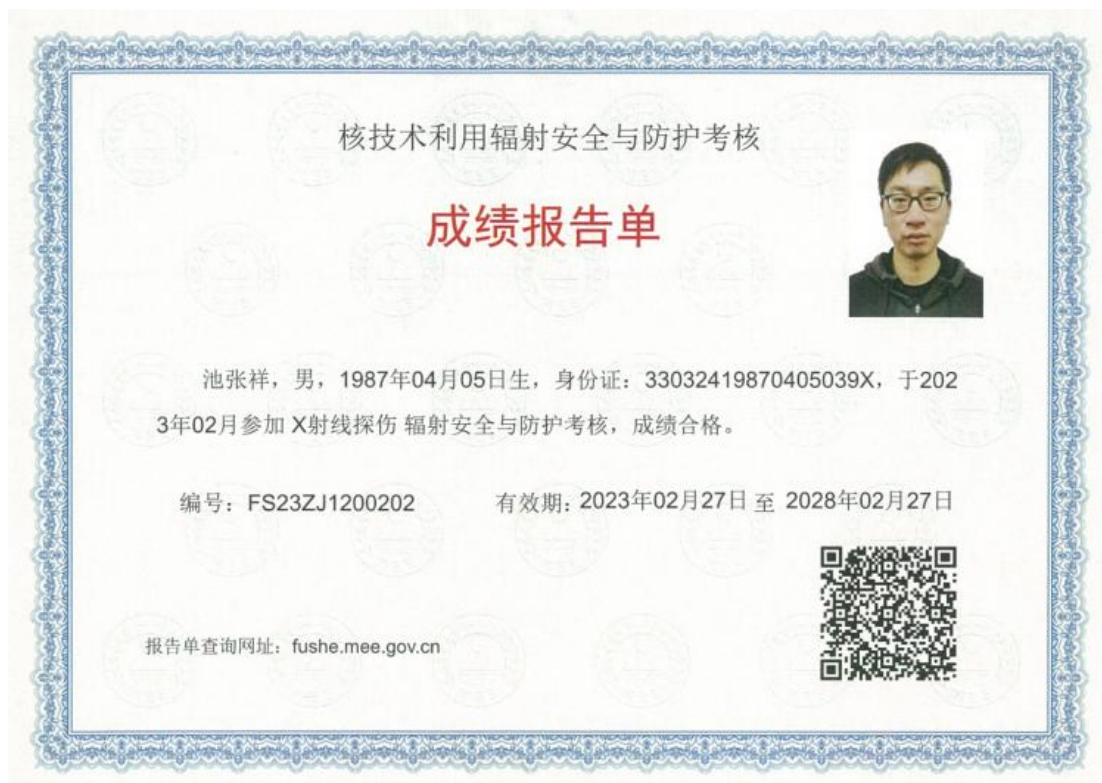 核技术利用辐射安全与防护考核
成绩报告单
池张祥，男，1987年04月05日生，身份证：33032419870405039X，于202
3年02月参加 X射线探伤 辐射安全与防护考核，成绩合格。
编号：FS23ZJ1200202 有效期：2023年02月27日 至 2028年02月27日
报告单查询网址：fushe.mee.gov.cn